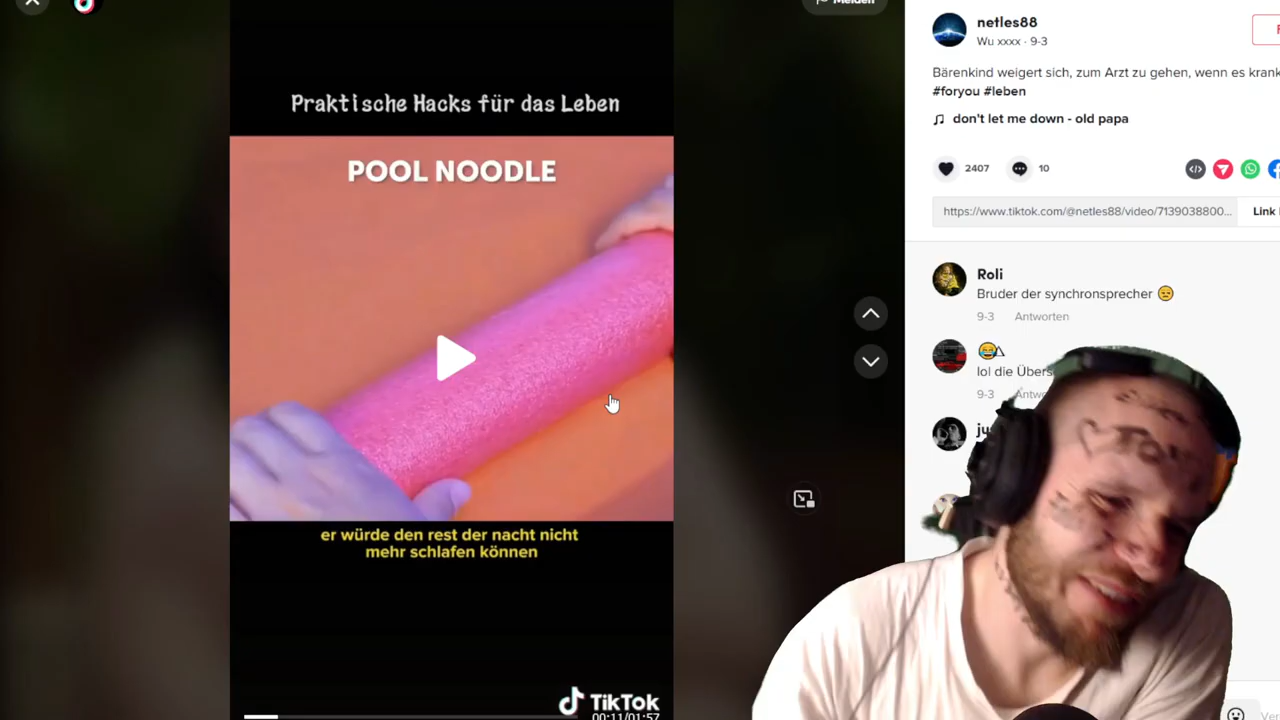 Melden
Praktische Hacks für das Leben
POOL NOODLE
er würde den rest der nacht nicht
mehr schlafen können
TikTok
00:11/01:57
netles88
Wu xxxx · 9-3
Bärenkind weigert sich, zum Arzt zu gehen, wenn es krank
#foryou #leben
don't let me down - old papa
2407
10
https://www.tiktok.com/@netles88/video/7139038800...
Link
Roli
Bruder der synchronsprecher
9-3 Antworten
lol die Übers
9-3 Antwo
ju
Ver